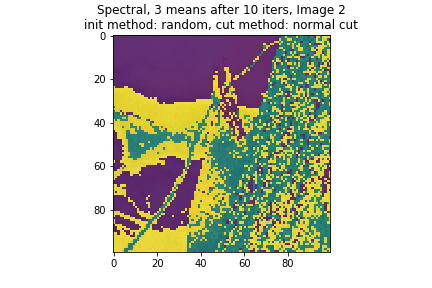 Spectral, 3 means after 10 iters, Image 2
init method: random, cut method: normal cut
0
20
40
60
80
0 20 40 60 80